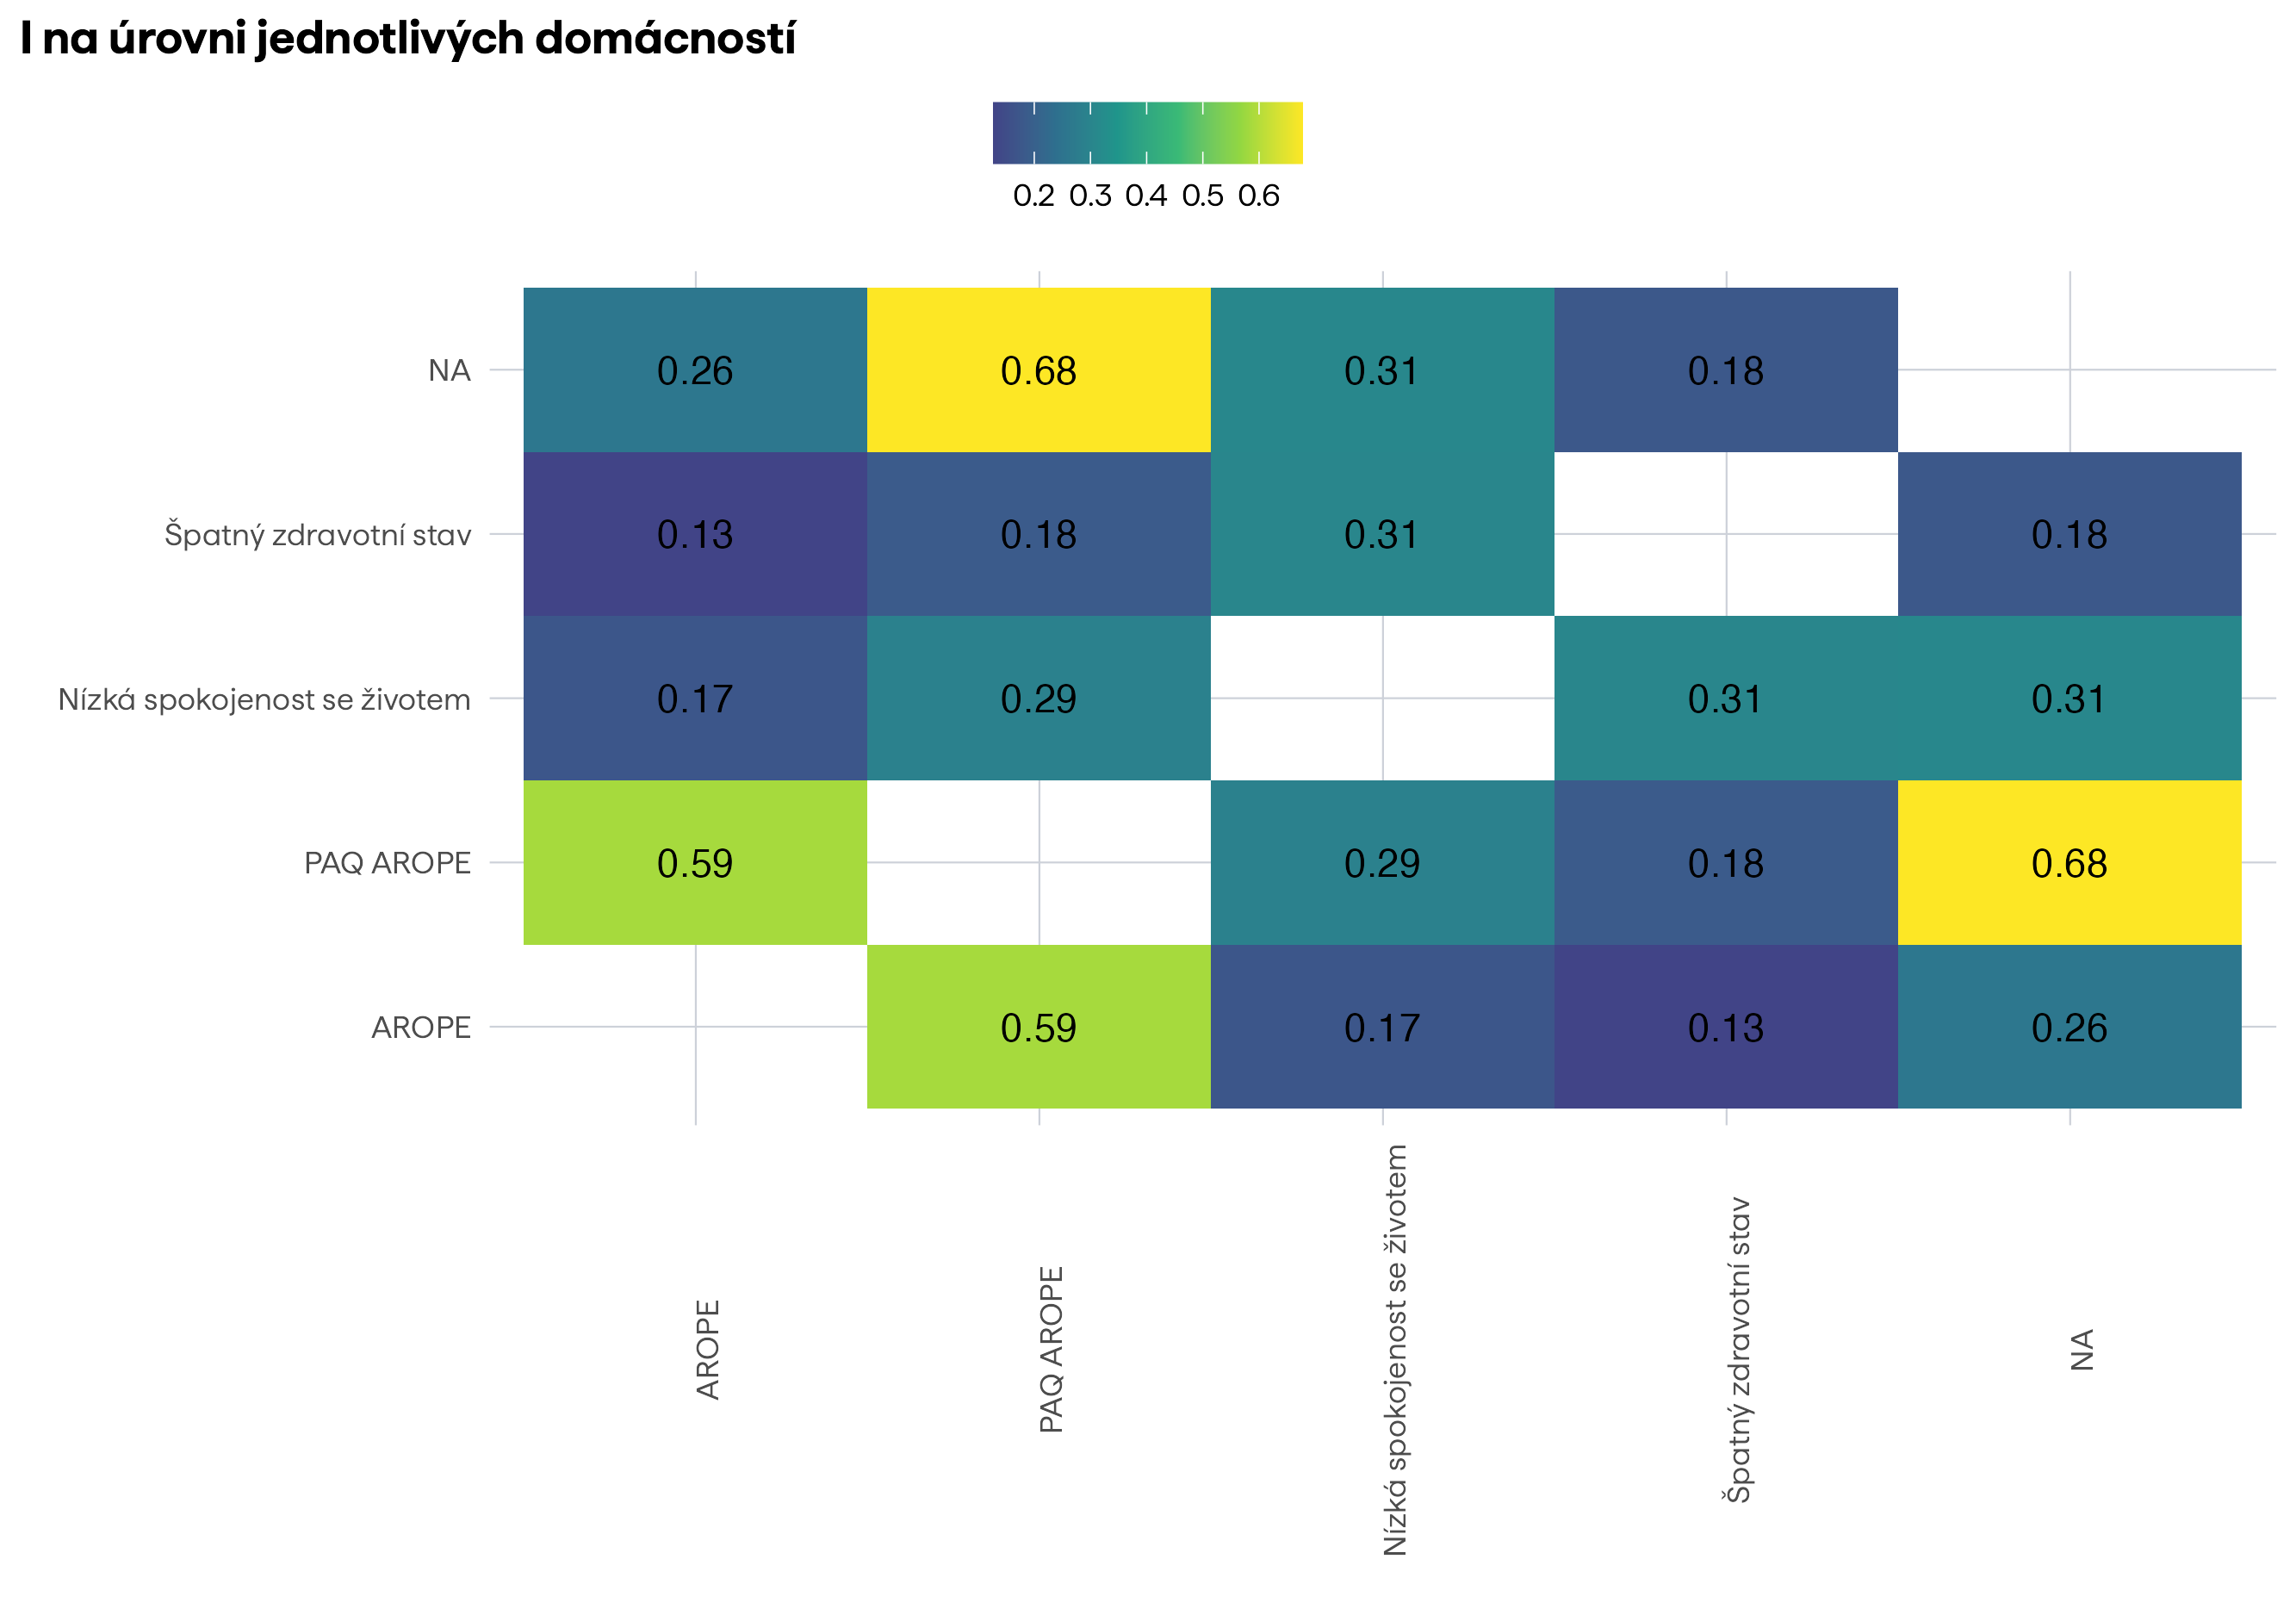 I na úrovni jednotlivých domácností
0.2 0.3 0.4 0.5 0.6
NA 0.26 0.68 0.31 0.18
Špatný zdravotní stav 0.13 0.18 0.31 0.18
Nízká spokojenost se životem 0.17 0.29 0.31 0.31
PAQ AROPE 0.59 0.29 0.18 0.68
AROPE 0.59 0.17 0.13 0.26
AROPE
PAQ AROPE
Nízká spokojenost se životem
Špatný zdravotní stav
NA